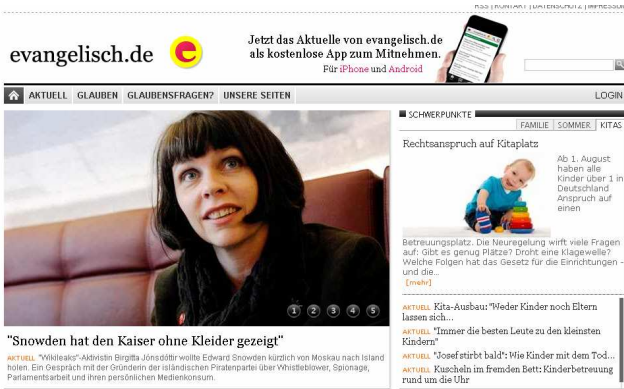 RSS | KONTAKT | DATENSCHUTZ | IMPRESSUM
evangelisch.de
e
Jetzt das Aktuelle von evangelisch.de
als kostenlose App zum Mitnehmen.
Für iPhone und Android
AKTUELL GLAUBEN GLAUBENSFRAGEN? UNSERE SEITEN
LOGIN
1 2 3 4 5
"Snowden hat den Kaiser ohne Kleider gezeigt"
AKTUELL "Wikileaks"-Aktivistin Birgitta Jónsdóttir wollte Edward Snowden kürzlich von Moskau nach Island
holen. Ein Gespräch mit der Gründerin der isländischen Piratenpartei über Whistleblower, Spionage,
Parlamentsarbeit und ihren persönlichen Medienkonsum.
SCHWERPUNKTE
FAMILIE SOMMER KITAS
Rechtsanspruch auf Kitaplatz
Ab 1. August
haben alle
Kinder über 1 in
Deutschland
Anspruch auf
einen
Betreuungsplatz. Die Neuregelung wirft viele Fragen
auf: Gibt es genug Plätze? Droht eine Klagewelle?
Welche Folgen hat das Gesetz für die Einrichtungen -
und die...
[mehr]
AKTUELL Kita-Ausbau: "Weder Kinder noch Eltern
lassen sich...
AKTUELL "Immer die besten Leute zu den kleinsten
Kindern"
AKTUELL "Josef stirbt bald": Wie Kinder mit dem Tod...
AKTUELL Kuscheln im fremden Bett: Kinderbetreuung
rund um die Uhr